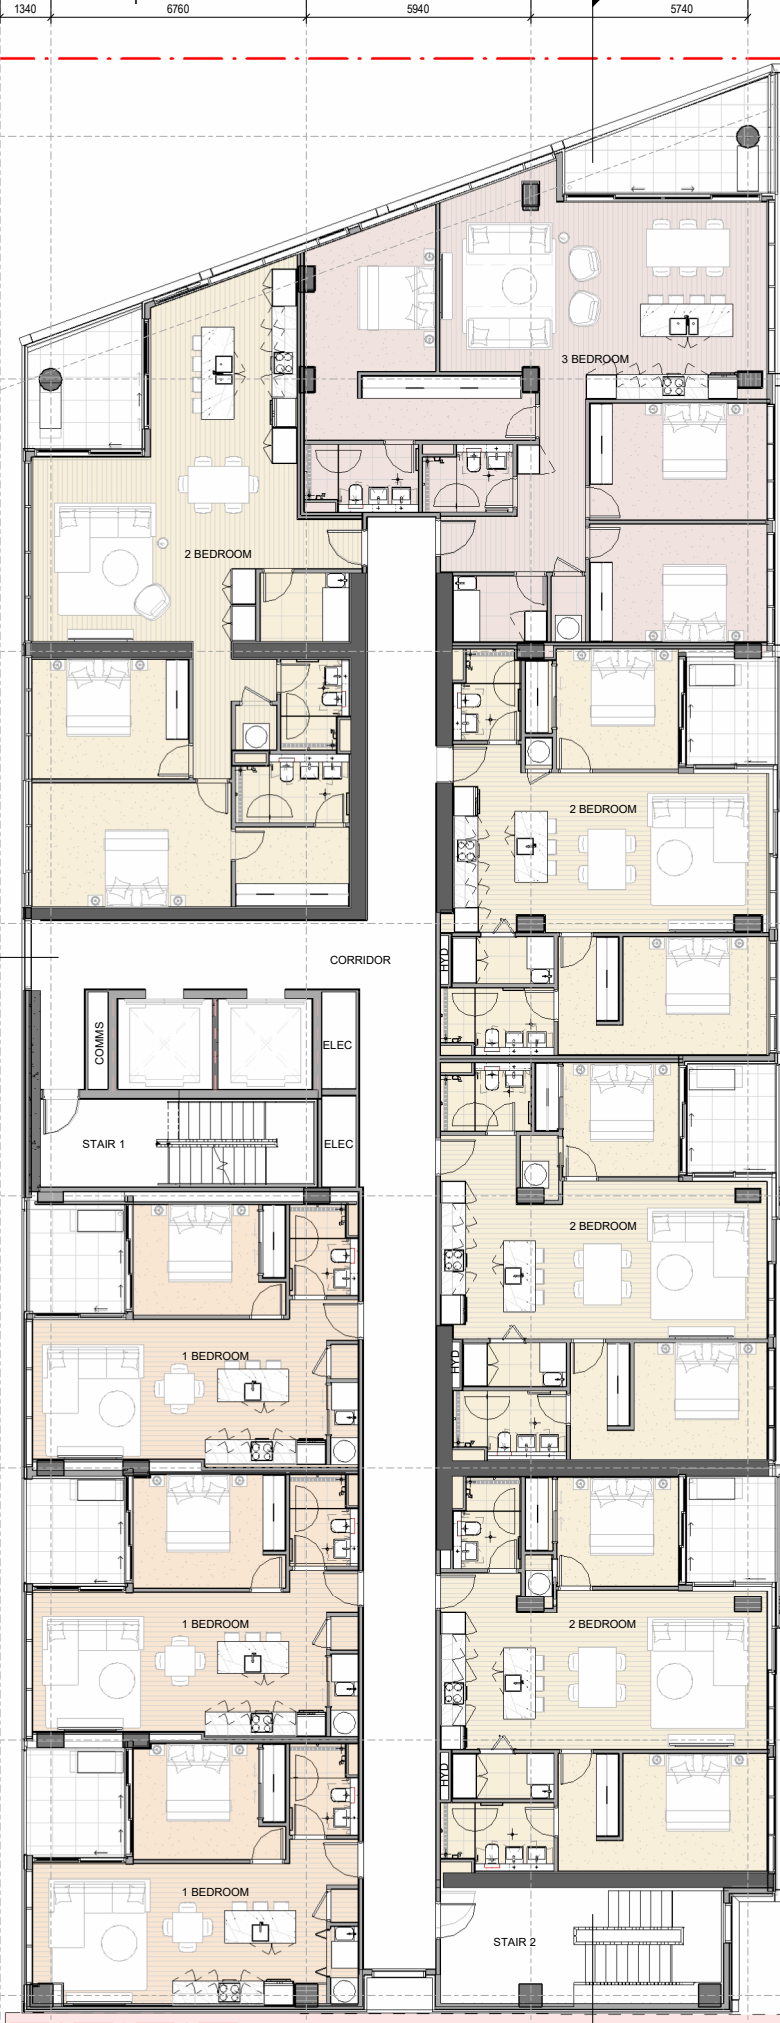 1340
6760
5940
5740
3 BEDROOM
2 BEDROOM
2 BEDROOM
CORRIDOR
HYD
COMMS
ELEC
STAIR 1
ELEC
2 BEDROOM
1 BEDROOM
HYD
1 BEDROOM
2 BEDROOM
HYD
1 BEDROOM
STAIR 2